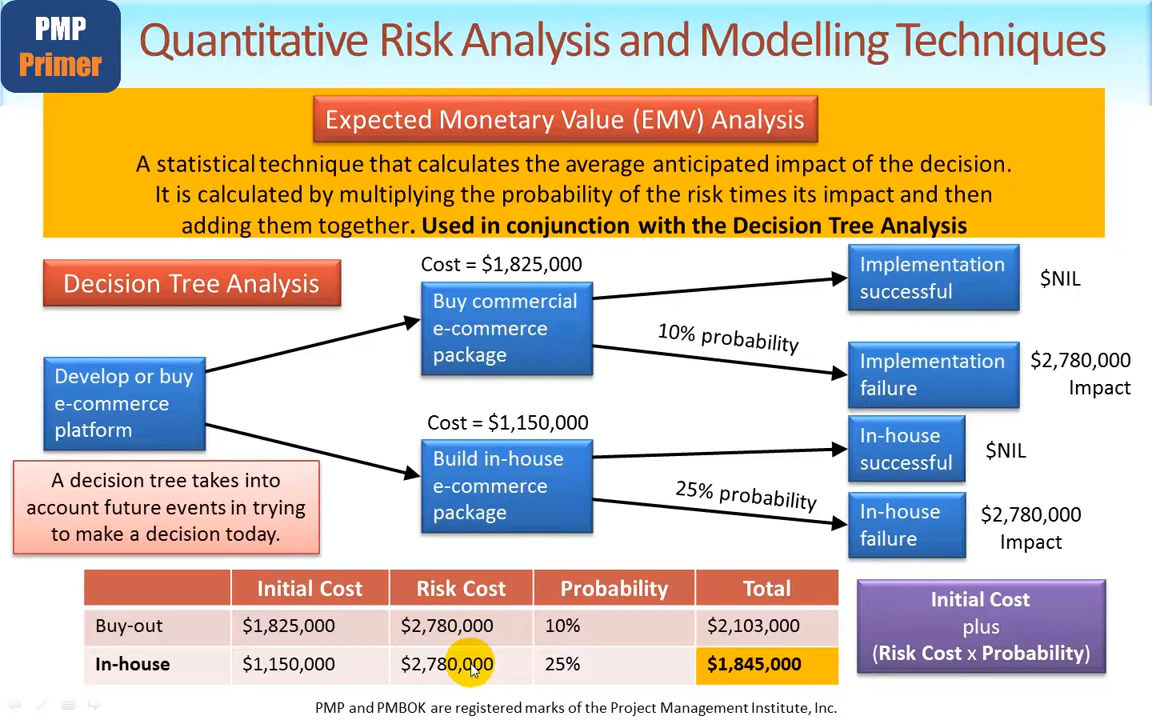 PMP
Primer
Quantitative Risk Analysis and Modelling Techniques
Expected Monetary Value (EMV) Analysis
A statistical technique that calculates the average anticipated impact of the decision.
It is calculated by multiplying the probability of the risk times its impact and then
adding them together. Used in conjunction with the Decision Tree Analysis
Decision Tree Analysis
Develop or buy
e-commerce
platform
A decision tree takes into
account future events in trying
to make a decision today.
Cost = $1,825,000
Buy commercial
e-commerce
package
Implementation
successful
$NIL
10% probability
Implementation
failure
$2,780,000
Impact
Cost = $1,150,000
Build in-house
e-commerce
package
In-house
successful
$NIL
25% probability
In-house
failure
$2,780,000
Impact
Initial Cost Risk Cost Probability Total
Buy-out $1,825,000 $2,780,000 10% $2,103,000
In-house $1,150,000 $2,780,000 25% $1,845,000
Initial Cost
plus
(Risk Cost x Probability)
PMP and PMBOK are registered marks of the Project Management Institute, Inc.